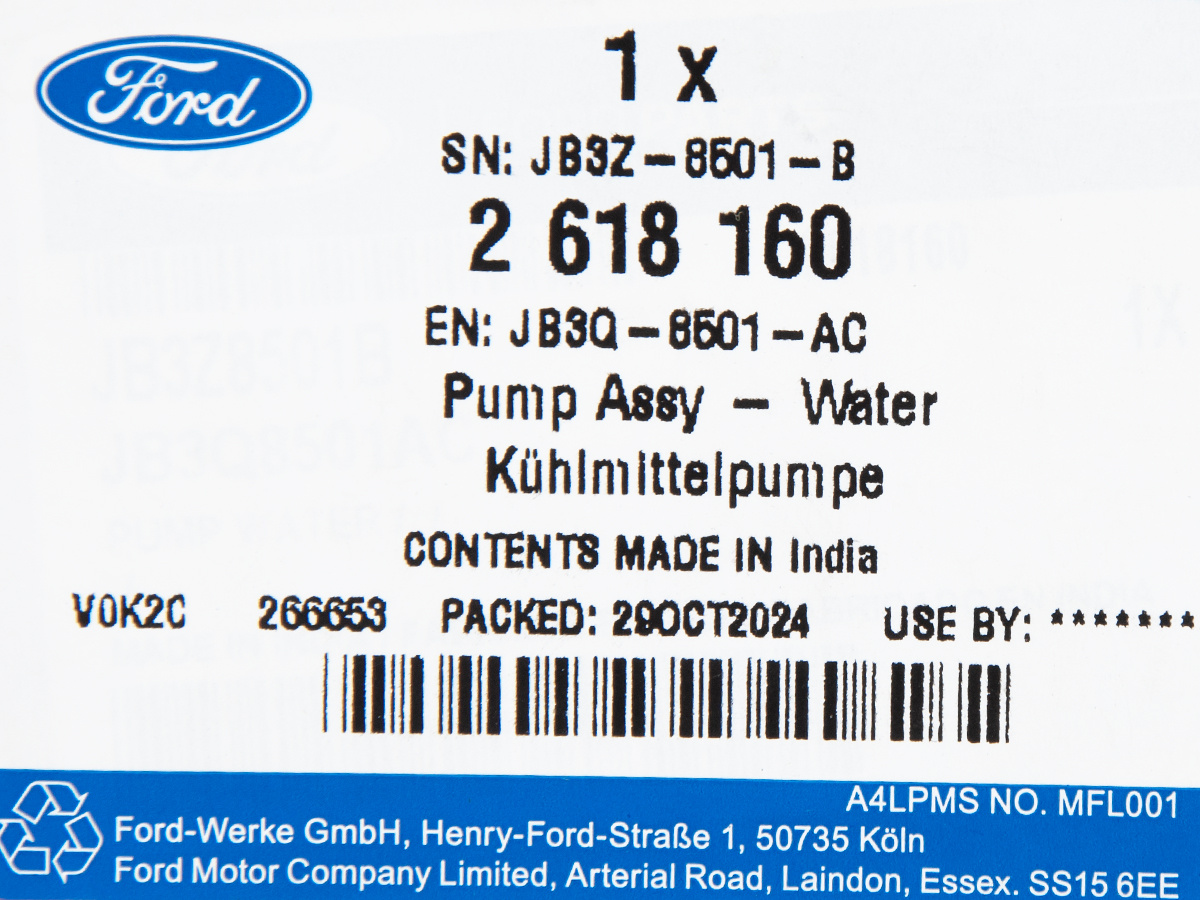 Ford
1 x
SN: JB3Z-8501-B
2 618 160
EN: JB3Q-8501-AC
Pump Assy - Water
Kühlmittelpumpe
CONTENTS MADE IN India
V0K2C 266653 PACKED: 29OCT2024 USE BY: *******
A4LPMS NO. MFL001
Ford-Werke GmbH, Henry-Ford-Straße 1, 50735 Köln
Ford Motor Company Limited, Arterial Road, Laindon, Essex. SS15 6EE